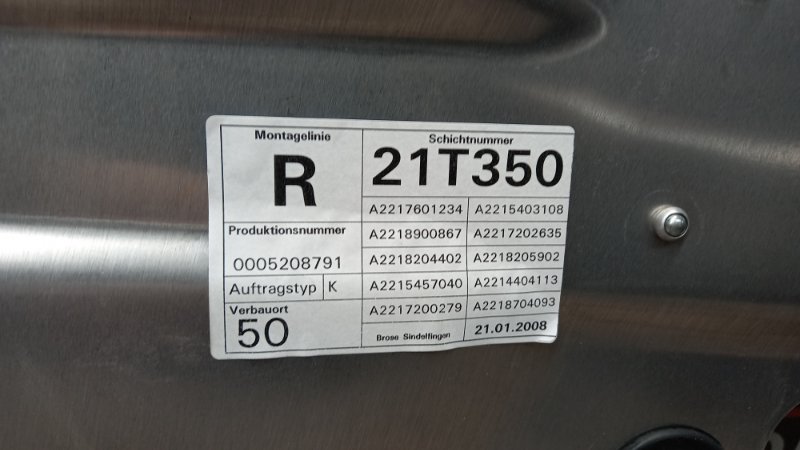 Montagelinie
R
Schichtnummer
21T350
Produktionsnummer
0005208791
Auftragstyp K
Verbauort
50
A2217601234 A2215403108
A2218900867 A2217202635
A2218204402 A2218205902
A2215457040 A2214404113
A2217200279 A2218704093
Brose Sindelfingen 21.01.2008